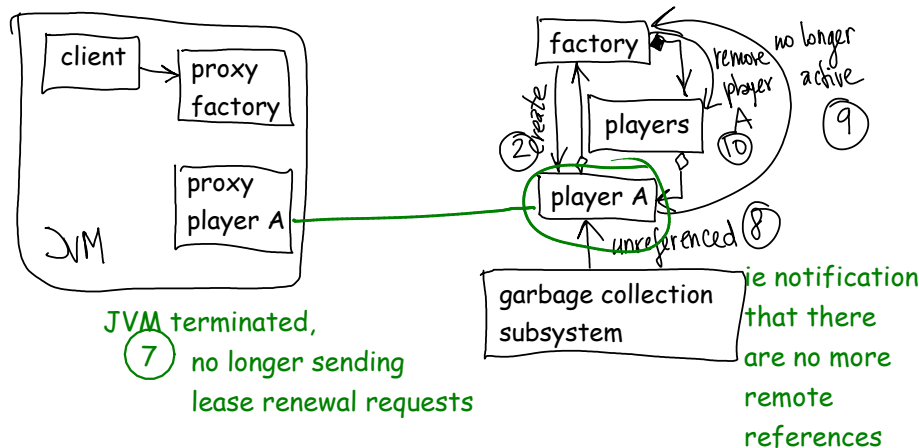 client
proxy
factory
proxy
player A
JVM
JVM terminated,
7
no longer sending
lease renewal requests
factory
create
2
players
remove
player
A
10
no longer
active
9
player A
unreferenced
8
garbage collection
subsystem
ie notification
that there
are no more
remote
references